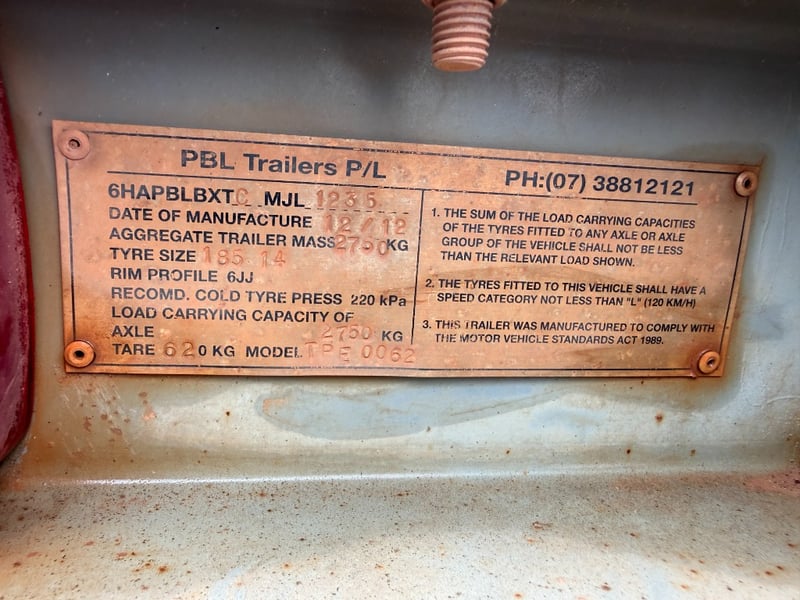 PBL Trailers P/L
PH:(07) 38812121
6HAPBLBXTC MJL 1235
DATE OF MANUFACTURE 12/12
AGGREGATE TRAILER MASS 2750 KG
TYRE SIZE 185 14
RIM PROFILE 6JJ
RECOMD. COLD TYRE PRESS 220 kPa
LOAD CARRYING CAPACITY OF
AXLE 2750 KG
TARE 620 KG MODEL TPE 0062
1. THE SUM OF THE LOAD CARRYING CAPACITIES
OF THE TYRES FITTED TO ANY AXLE OR AXLE
GROUP OF THE VEHICLE SHALL NOT BE LESS
THAN THE RELEVANT LOAD SHOWN.
2. THE TYRES FITTED TO THIS VEHICLE SHALL HAVE A
SPEED CATEGORY NOT LESS THAN "L" (120 KM/H)
3. THIS TRAILER WAS MANUFACTURED TO COMPLY WITH
THE MOTOR VEHICLE STANDARDS ACT 1989.